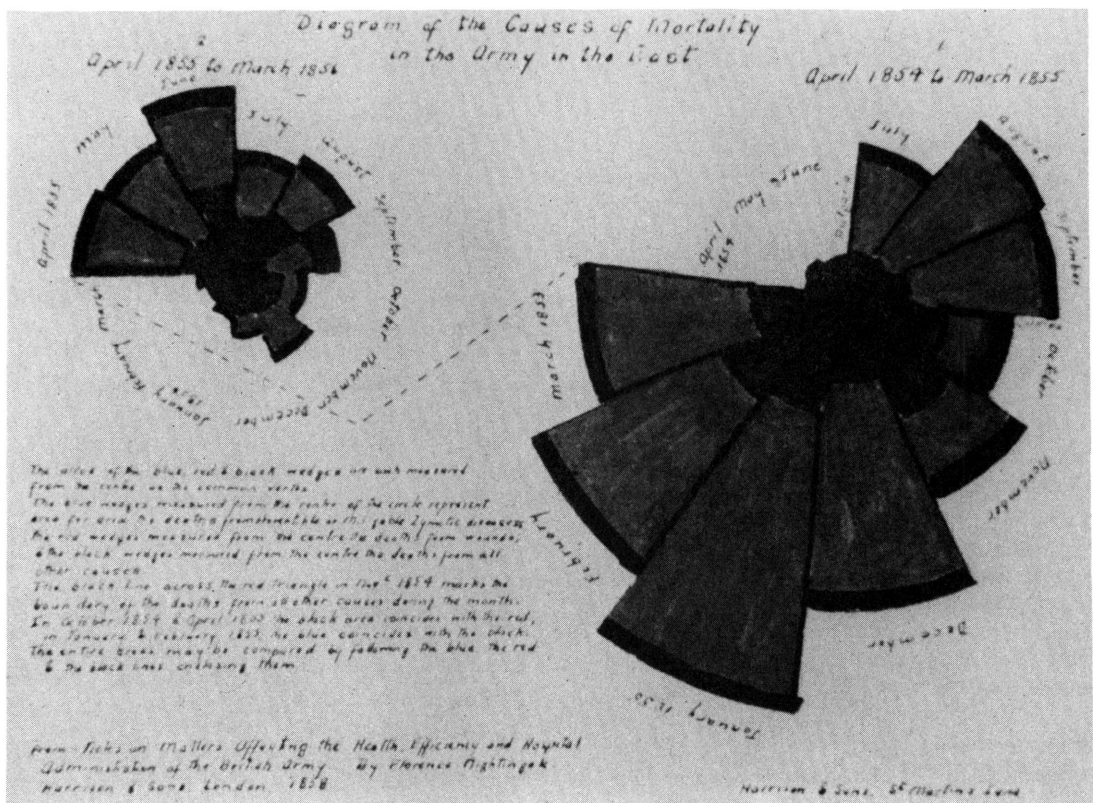 Diagram of the Causes of Mortality
in the Army in the East
2
April 1855 to March 1856
1
April 1854 to March 1855
April 1855
May
June
July
August
September
October
November
December
January
February
March
April
1854
May
June
July
August
September
November
December
January 1855
February
March 1855
The of the blue, red & black wedges are each measured
from the centre as the common vertex
The blue wedges measured from the centre of the circle represent
area for area the deaths from or Zymotic diseases
the red wedges measured from the centre the deaths from wounds,
& the black wedges measured from the centre the deaths from all
other causes
The black line across the red triangle in 1854 marks the
boundary of the deaths from all other causes during the month.
In October 1854 & April 1855 the black area coincides with the red,
in January & February 1855, the blue coincides with the black.
The entire areas may be compared by following the blue, the red
& the black lines enclosing them
From Notes on Matters Affecting the Health, Efficiency and Hospital
Administration of the British Army By Florence Nightingale
Harrison & Sons, London, 1858
Harrison & Sons, St Martins Lane